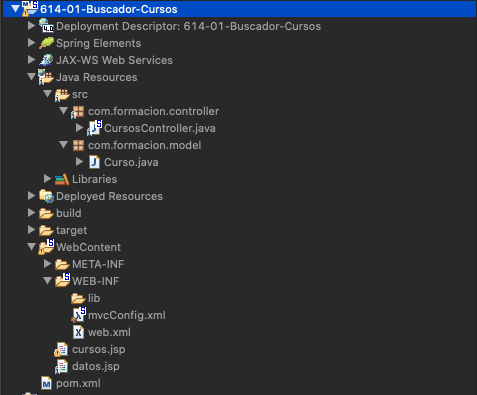 614-01-Buscador-Cursos
Deployment Descriptor: 614-01-Buscador-Cursos
Spring Elements
JAX-WS Web Services
Java Resources
src
com.formacion.controller
CursosController.java
com.formacion.model
Curso.java
Libraries
Deployed Resources
build
target
WebContent
META-INF
WEB-INF
lib
mvcConfig.xml
web.xml
cursos.jsp
datos.jsp
pom.xml